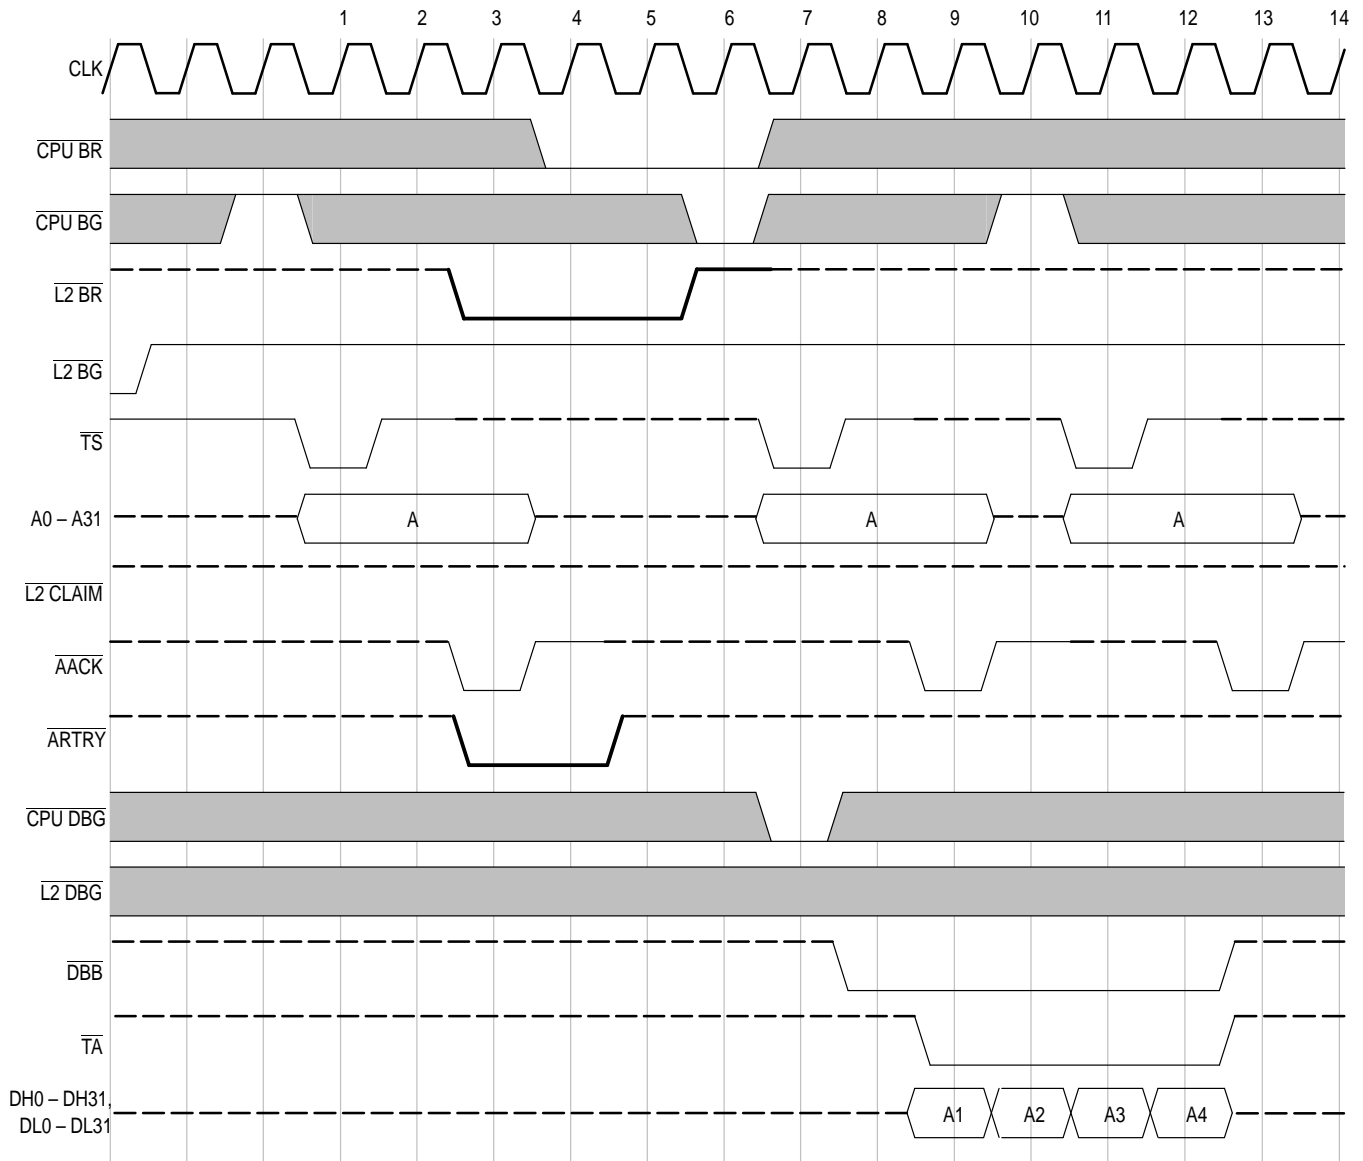 1 2 3 4 5 6 7 8 9 10 11 12 13 14
CLK
CPU BR
CPU BG
L2 BR
L2 BG
TS
A0 – A31 A A A
L2 CLAIM
AACK
ARTRY
CPU DBG
L2 DBG
DBB
TA
DH0 – DH31,
DL0 – DL31 A1 A2 A3 A4